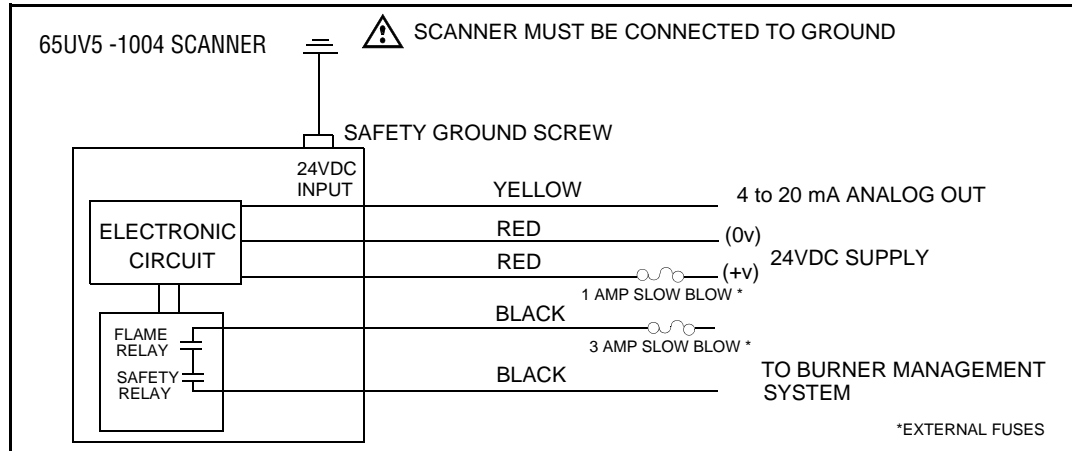 65UV5 -1004 SCANNER
SCANNER MUST BE CONNECTED TO GROUND
SAFETY GROUND SCREW
24VDC
INPUT
YELLOW
4 to 20 mA ANALOG OUT
ELECTRONIC
CIRCUIT
RED
(0v)
24VDC SUPPLY
RED
(+v)
1 AMP SLOW BLOW *
BLACK
3 AMP SLOW BLOW *
FLAME
RELAY
SAFETY
RELAY
BLACK
TO BURNER MANAGEMENT
SYSTEM
*EXTERNAL FUSES